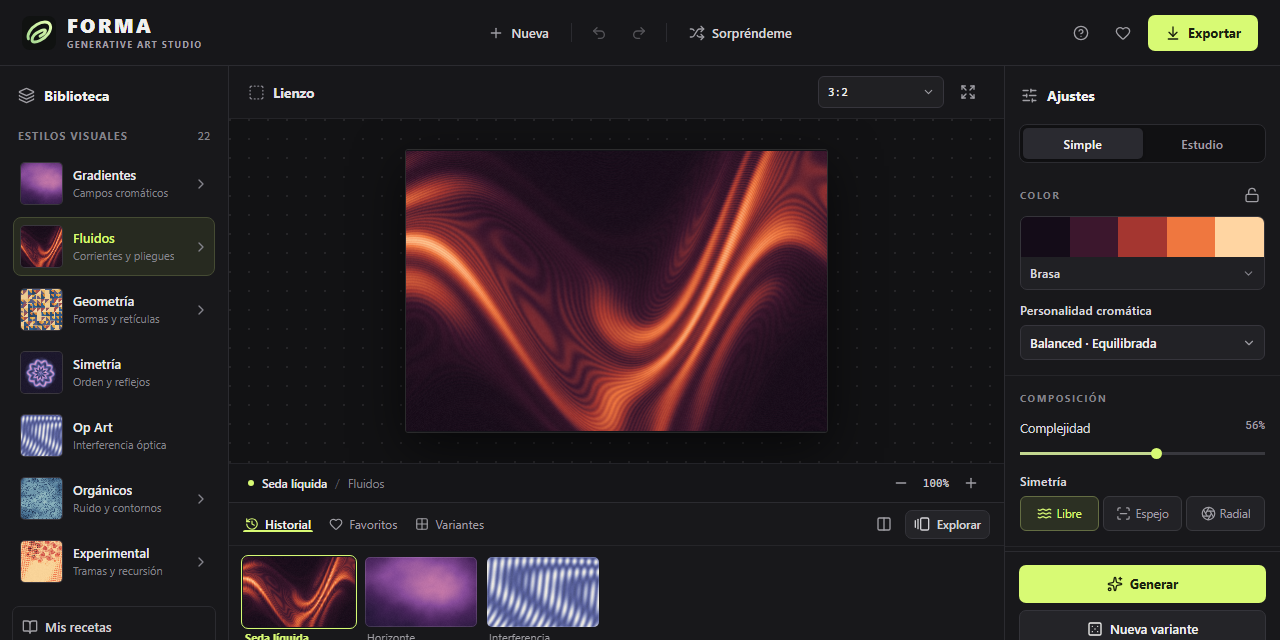 FORMA
GENERATIVE ART STUDIO
Nueva
Sorpréndeme
Exportar
Biblioteca
ESTILOS VISUALES 22
Gradientes
Campos cromáticos
Fluidos
Corrientes y pliegues
Geometría
Formas y retículas
Simetría
Orden y reflejos
Op Art
Interferencia óptica
Orgánicos
Ruido y contornos
Experimental
Tramas y recursión
Mis recetas
Lienzo
3:2
Seda líquida / Fluidos
100%
Historial
Favoritos
Variantes
Explorar
Seda líquida
Horizonte
Interferencia
Ajustes
Simple
Estudio
COLOR
Brasa
Personalidad cromática
Balanced · Equilibrada
COMPOSICIÓN
Complejidad 56%
Simetría
Libre
Espejo
Radial
Generar
Nueva variante